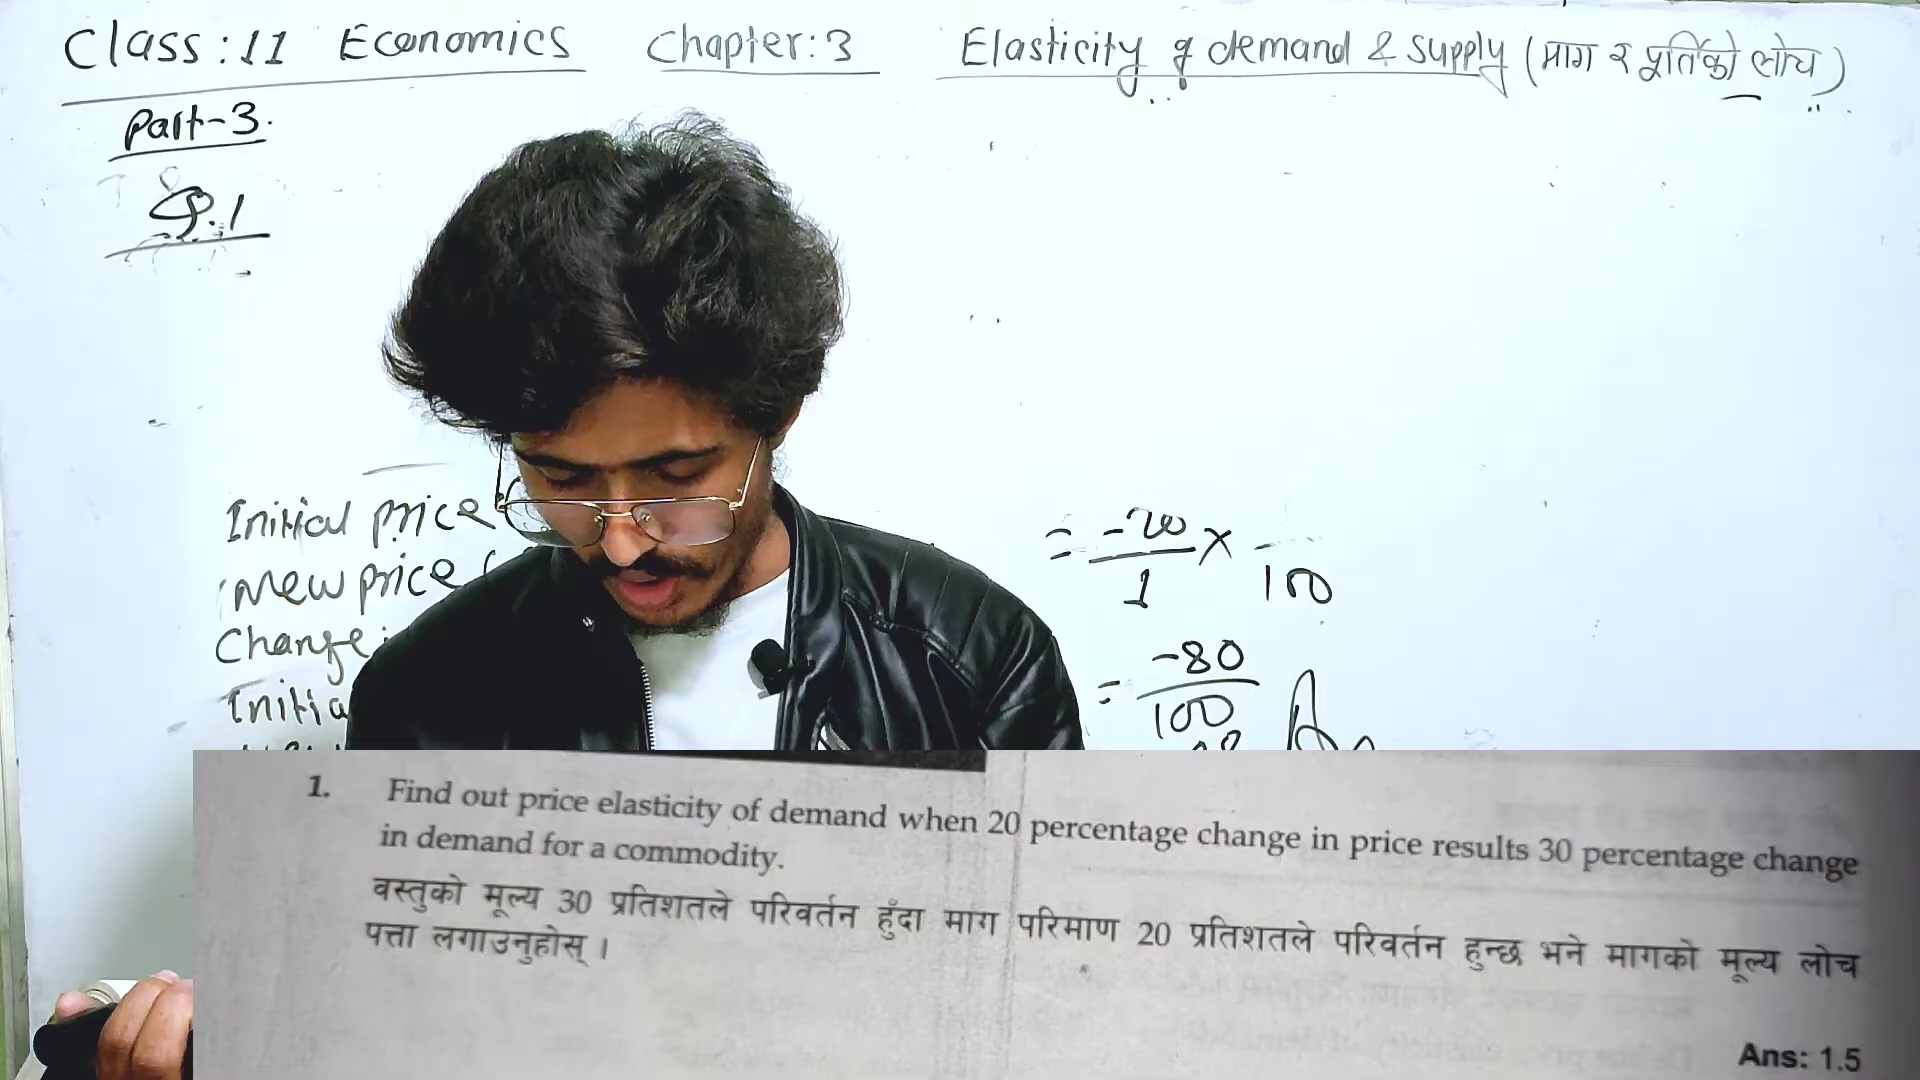 Class:11 Economics Chapter:3 Elasticity of demand & supply (माग र पूर्तिको लोच)
Part-3.
Q.1
Initial price
New price (
Change
Initia
= -20/1 × /100
= -80/100
1. Find out price elasticity of demand when 20 percentage change in price results 30 percentage change
in demand for a commodity.
वस्तुको मूल्य 30 प्रतिशतले परिवर्तन हुँदा माग परिमाण 20 प्रतिशतले परिवर्तन हुन्छ भने मागको मूल्य लोच
पत्ता लगाउनुहोस् ।
Ans: 1.5